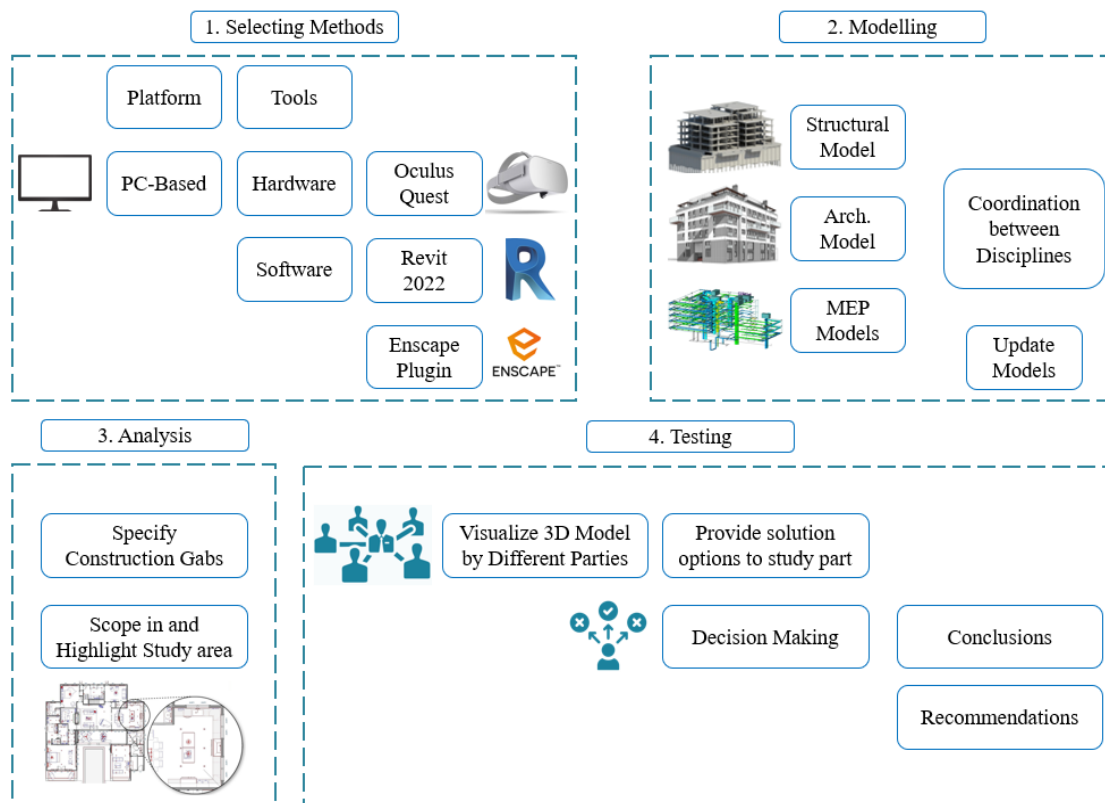 1. Selecting Methods
Platform
Tools
PC-Based
Hardware
Oculus
Quest
Software
Revit
2022
Enscape
Plugin
ENSCAPE™
2. Modelling
Structural
Model
Arch.
Model
MEP
Models
Coordination
between
Disciplines
Update
Models
3. Analysis
Specify
Construction Gabs
Scope in and
Highlight Study area
4. Testing
Visualize 3D Model
by Different Parties
Provide solution
options to study part
Decision Making
Conclusions
Recommendations